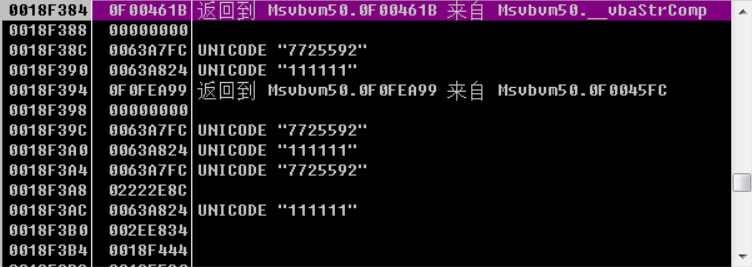 0018F384 0F00461B 返回到 Msvbvm50.0F00461B 来自 Msvbvm50.__vbaStrComp
0018F388 00000000
0018F38C 0063A7FC UNICODE "7725592"
0018F390 0063A824 UNICODE "111111"
0018F394 0F0FEA99 返回到 Msvbvm50.0F0FEA99 来自 Msvbvm50.0F0045FC
0018F398 00000000
0018F39C 0063A7FC UNICODE "7725592"
0018F3A0 0063A824 UNICODE "111111"
0018F3A4 0063A7FC UNICODE "7725592"
0018F3A8 02222E8C
0018F3AC 0063A824 UNICODE "111111"
0018F3B0 002EE834
0018F3B4 0018F444